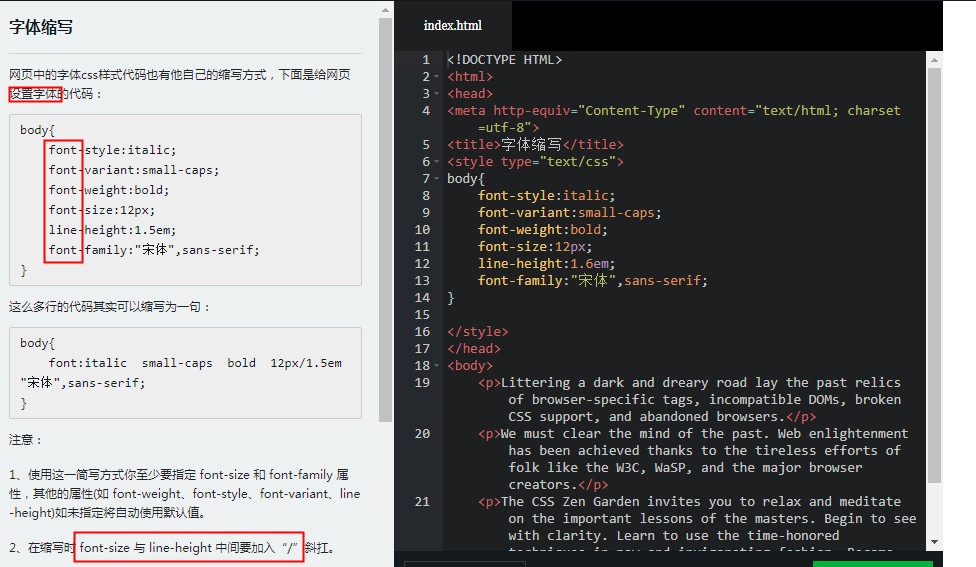 字体缩写
网页中的字体css样式代码也有他自己的缩写方式，下面是给网页
设置字体的代码：
body{
font-style:italic;
font-variant:small-caps;
font-weight:bold;
font-size:12px;
line-height:1.5em;
font-family:"宋体",sans-serif;
}
这么多行的代码其实可以缩写为一句：
body{
font:italic small-caps bold 12px/1.5em
"宋体",sans-serif;
}
注意：
1、使用这一简写方式你至少要指定 font-size 和 font-family 属
性，其他的属性(如 font-weight、font-style、font-variant、line
-height)如未指定将自动使用默认值。
2、在缩写时 font-size 与 line-height 中间要加入“/”斜扛。
index.html
1 <!DOCTYPE HTML>
2 <html>
3 <head>
4 <meta http-equiv="Content-Type" content="text/html; charset
=utf-8">
5 <title>字体缩写</title>
6 <style type="text/css">
7 body{
8 font-style:italic;
9 font-variant:small-caps;
10 font-weight:bold;
11 font-size:12px;
12 line-height:1.6em;
13 font-family:"宋体",sans-serif;
14 }
15
16 </style>
17 </head>
18 <body>
19 <p>Littering a dark and dreary road lay the past relics
of browser-specific tags, incompatible DOMs, broken
CSS support, and abandoned browsers.</p>
20 <p>We must clear the mind of the past. Web enlightenment
has been achieved thanks to the tireless efforts of
folk like the W3C, WaSP, and the major browser
creators.</p>
21 <p>The CSS Zen Garden invites you to relax and meditate
on the important lessons of the masters. Begin to see
with clarity. Learn to use the time-honored